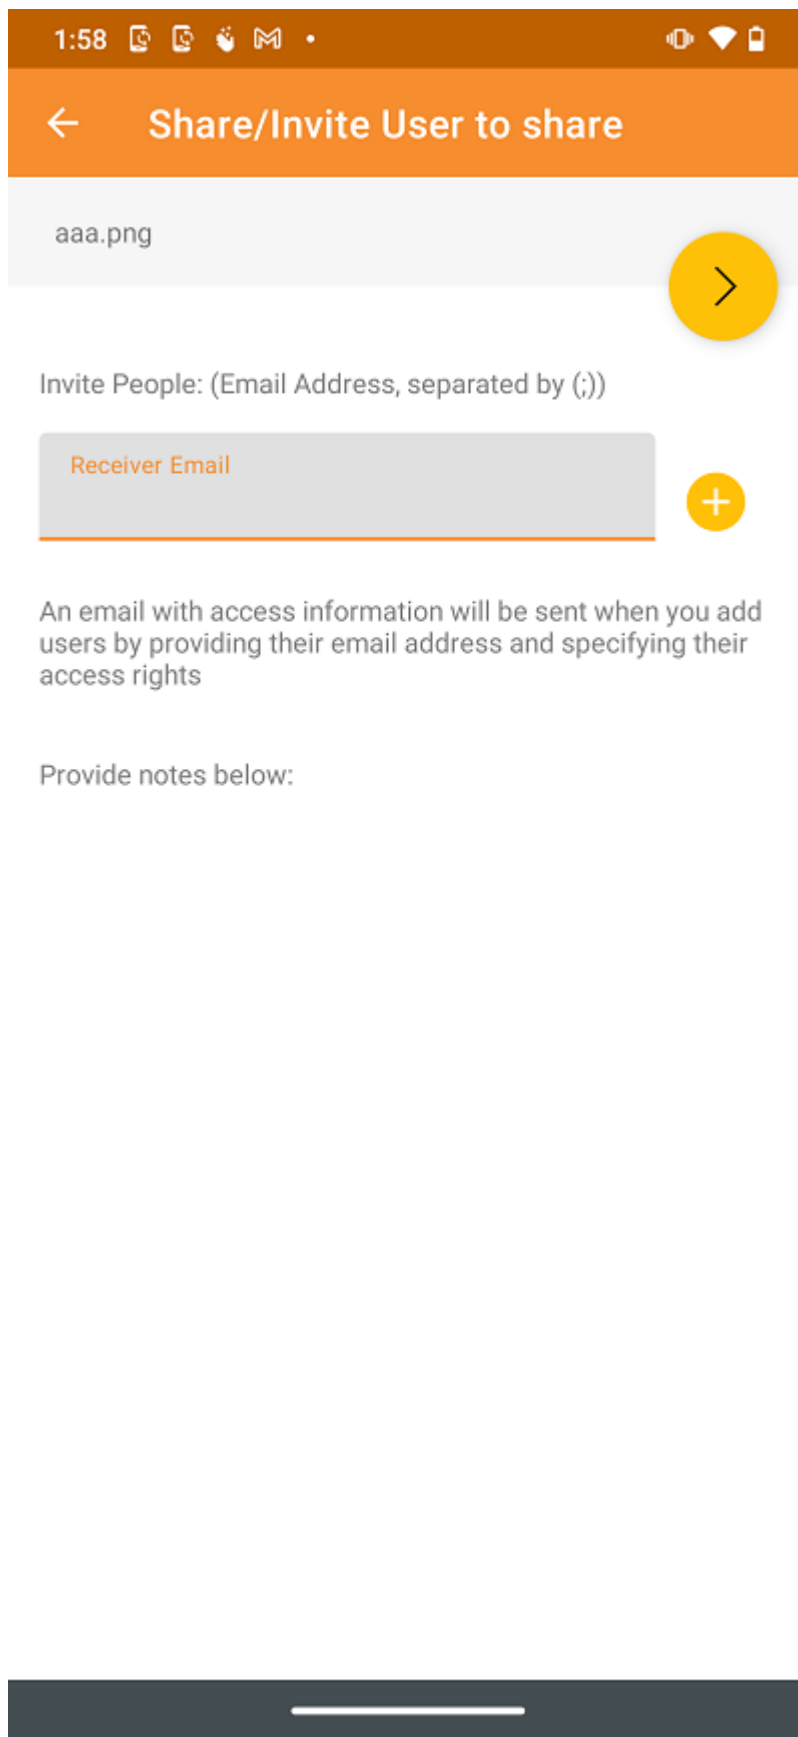 1:58
Share/Invite User to share
aaa.png
Invite People: (Email Address, separated by (;))
Receiver Email
An email with access information will be sent when you add
users by providing their email address and specifying their
access rights
Provide notes below: